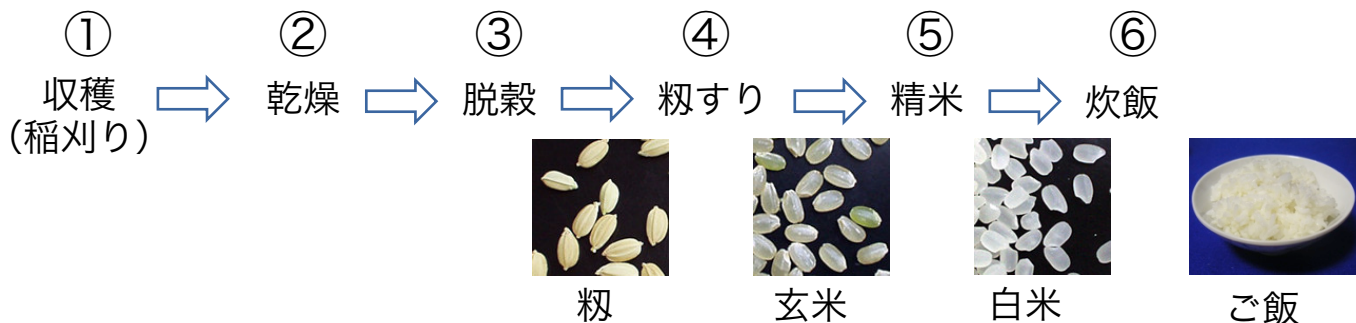 ① ② ③ ④ ⑤ ⑥
収穫 乾燥 脱穀 籾すり 精米 炊飯
(稲刈り)
籾 玄米 白米 ご飯